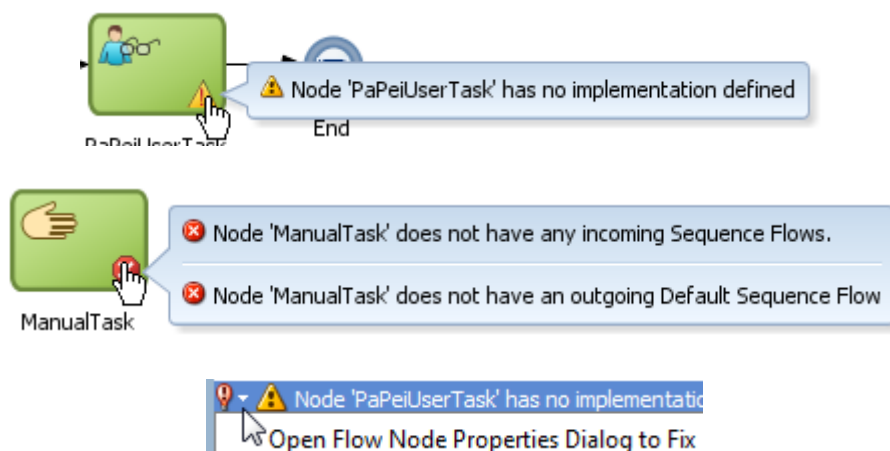 Node 'PaPeiUserTask' has no implementation defined
End
PaPeiUserTask
Node 'ManualTask' does not have any incoming Sequence Flows.
Node 'ManualTask' does not have an outgoing Default Sequence Flow
ManualTask
Node 'PaPeiUserTask' has no implementatio
Open Flow Node Properties Dialog to Fix